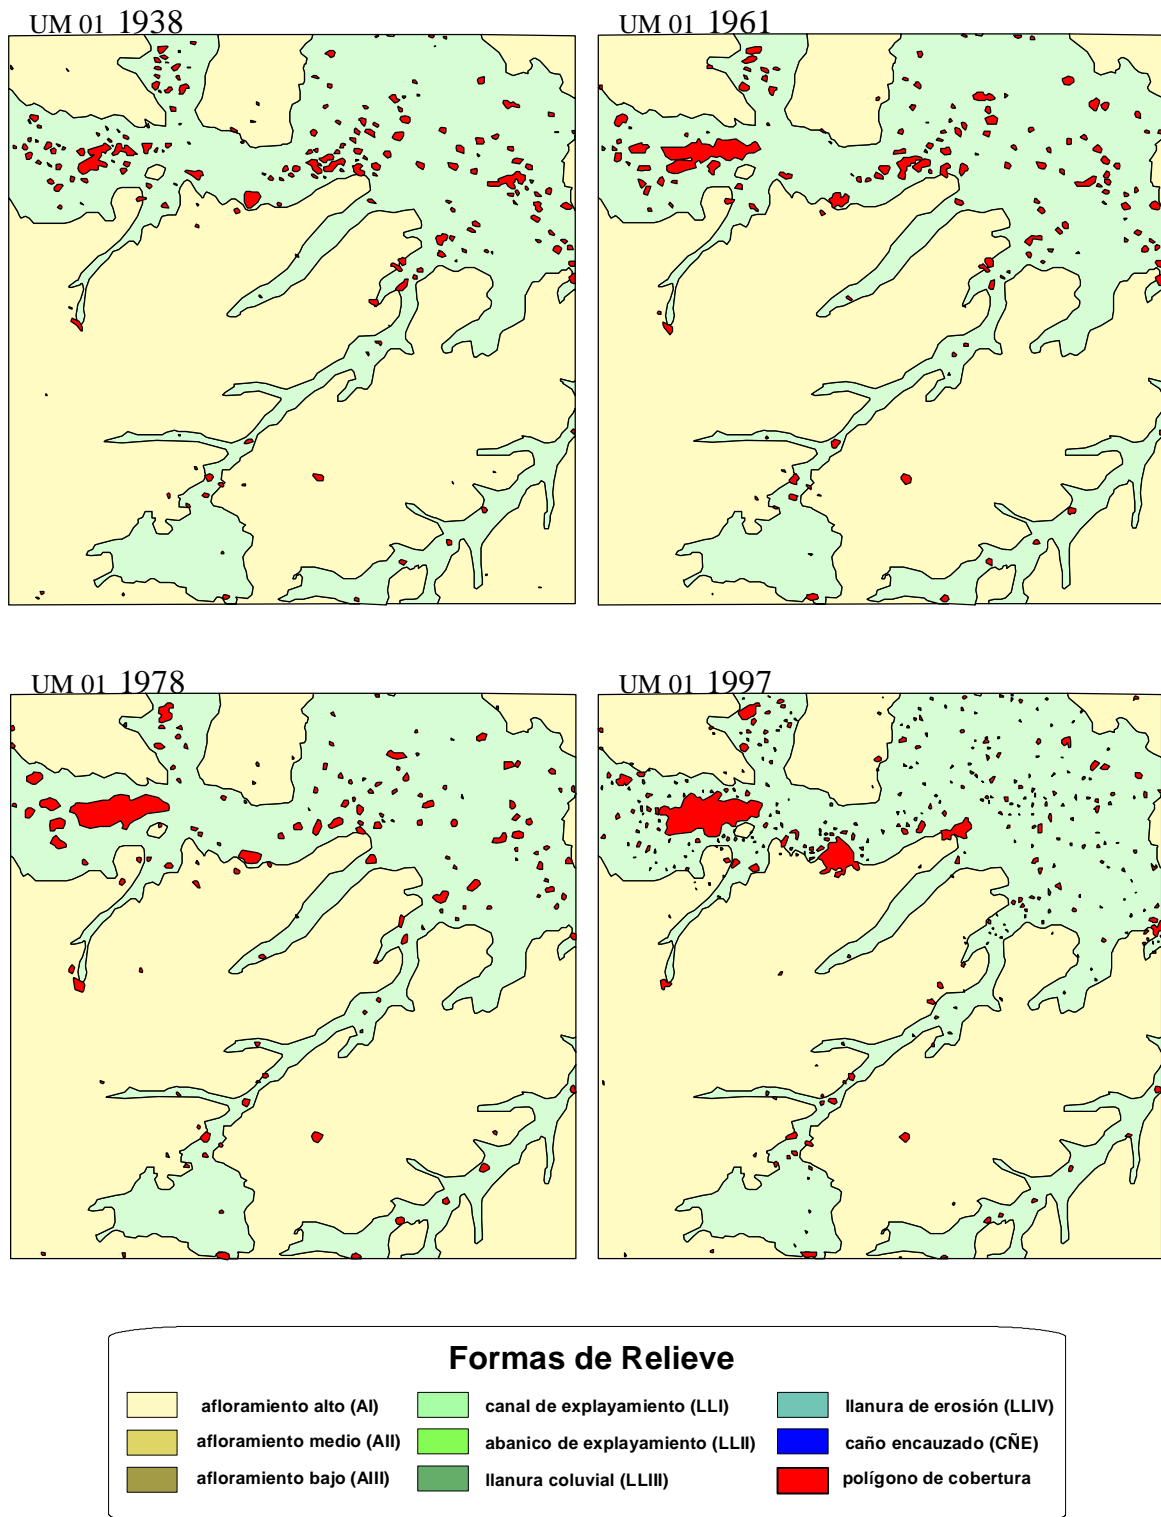 UM 01 1938
UM 01 1961
UM 01 1978
UM 01 1997
Formas de Relieve
afloramiento alto (AI)
canal de explayamiento (LLI)
llanura de erosión (LLIV)
afloramiento medio (AII)
abanico de explayamiento (LLII)
caño encauzado (CÑE)
afloramiento bajo (AIII)
llanura coluvial (LLIII)
polígono de cobertura